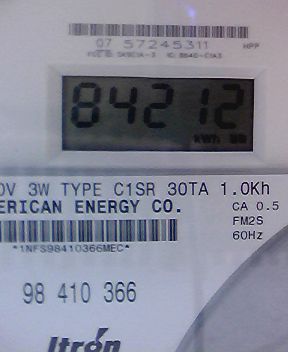 07 57245311 HPP
84212
kWh
0V 3W TYPE C1SR 30TA 1.0Kh
ERICAN ENERGY CO. CA 0.5
FM2S
60Hz
*1NFS98410366MEC*
98 410 366
Itron